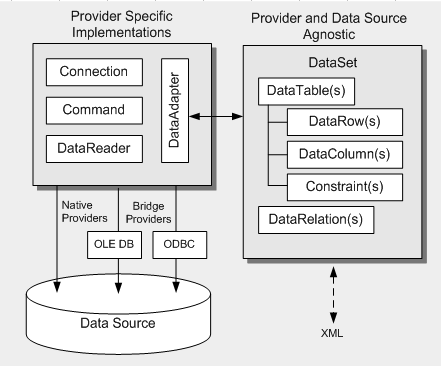 Provider Specific
Implementations
Connection
Command
DataReader
DataAdapter
Native
Providers
Bridge
Providers
OLE DB
ODBC
Data Source
Provider and Data Source
Agnostic
DataSet
DataTable(s)
DataRow(s)
DataColumn(s)
Constraint(s)
DataRelation(s)
XML